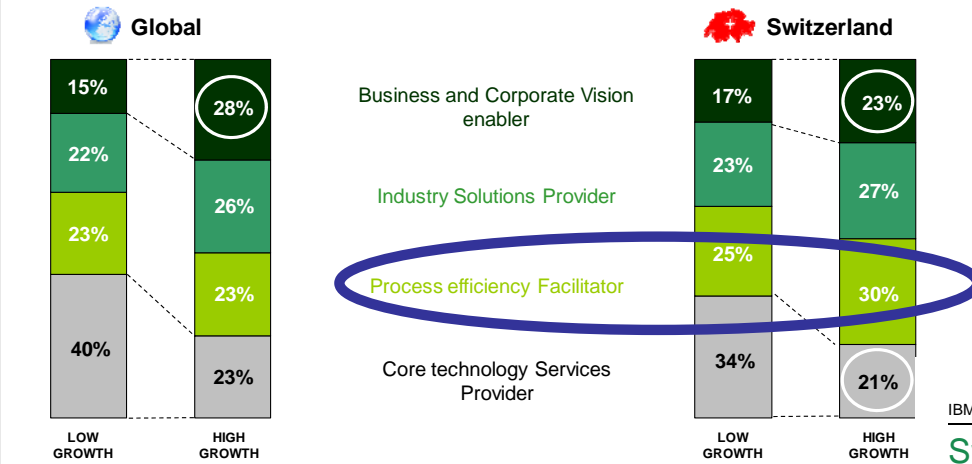 Global
Switzerland
15%
28%
Business and Corporate Vision
enabler
17%
23%
22%
26%
Industry Solutions Provider
23%
27%
23%
23%
Process efficiency Facilitator
25%
30%
40%
23%
Core technology Services
Provider
34%
21%
LOW
GROWTH
HIGH
GROWTH
LOW
GROWTH
HIGH
GROWTH
IBM